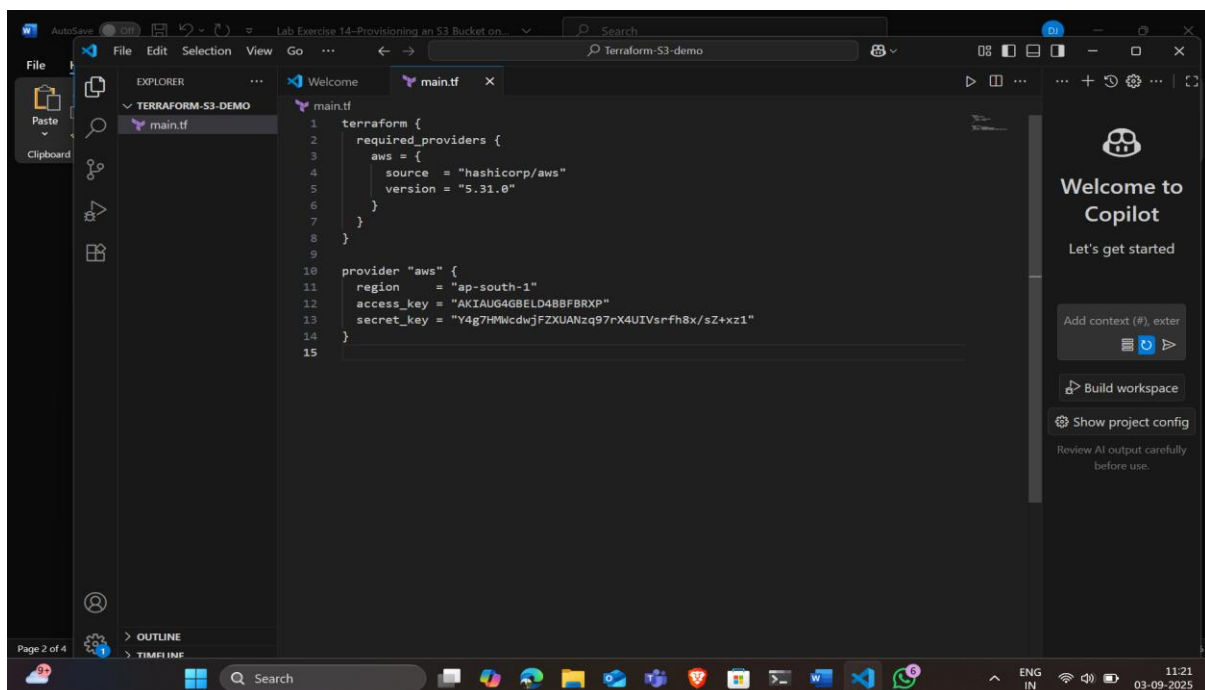 AutoSave Off Lab Exercise 14–Provisioning an S3 Bucket on... Search DJ
File Edit Selection View Go ··· Terraform-S3-demo
File
Paste
Clipboard
EXPLORER ···
TERRAFORM-S3-DEMO
main.tf
Welcome main.tf
main.tf
1 terraform {
2 required_providers {
3 aws = {
4 source = "hashicorp/aws"
5 version = "5.31.0"
6 }
7 }
8 }
9
10 provider "aws" {
11 region = "ap-south-1"
12 access_key = "AKIAUG4GBELD4BBFBRXP"
13 secret_key = "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"
14 }
15
Welcome to
Copilot
Let's get started
Add context (#), exter
Build workspace
Show project config
Review AI output carefully
before use.
OUTLINE
TIMELINE
1
Page 2 of 4
9+
Search
6
ENG
IN
11:21
03-09-2025